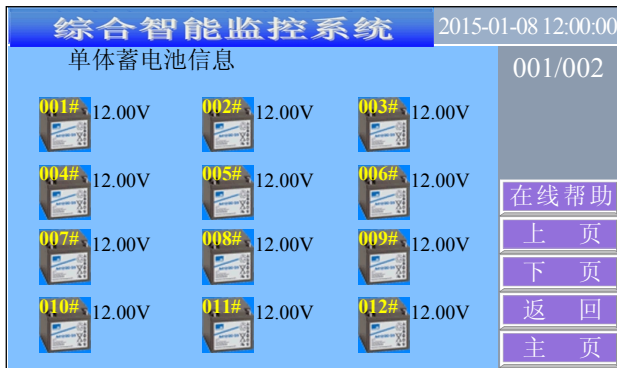 综合智能监控系统
2015-01-08 12:00:00
单体蓄电池信息
001/002
001# 12.00V 002# 12.00V 003# 12.00V
004# 12.00V 005# 12.00V 006# 12.00V
007# 12.00V 008# 12.00V 009# 12.00V
010# 12.00V 011# 12.00V 012# 12.00V
在线帮助
上 页
下 页
返 回
主 页